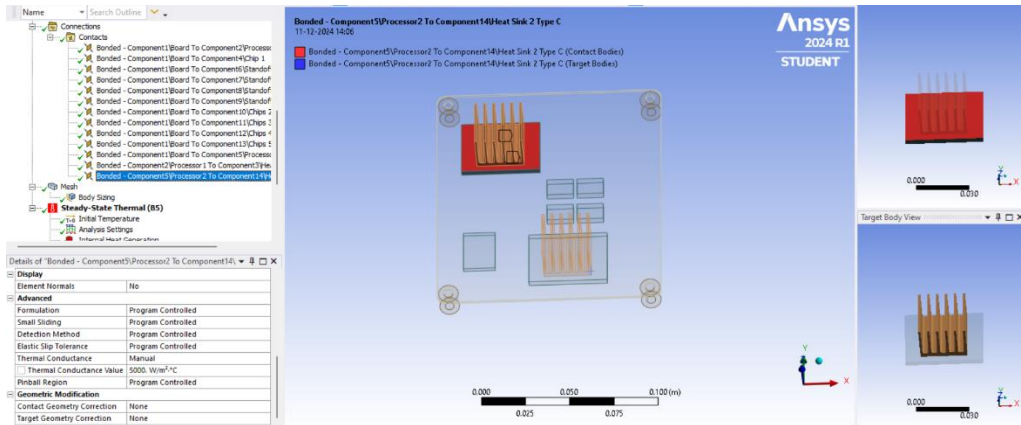 Name
Search Outline
Connections
Contacts
Bonded - Component1\Board To Component2\Processo
Bonded - Component1\Board To Component4\Chip 1
Bonded - Component1\Board To Component6\Standoff
Bonded - Component1\Board To Component7\Standoff
Bonded - Component1\Board To Component8\Standoff
Bonded - Component1\Board To Component9\Standoff
Bonded - Component1\Board To Component10\Chips 2
Bonded - Component1\Board To Component11\Chips 3
Bonded - Component1\Board To Component12\Chips 4
Bonded - Component1\Board To Component13\Chips 5
Bonded - Component1\Board To Component5\Processo
Bonded - Component2\Processor 1 To Component3\Hea
Bonded - Component5\Processor2 To Component14\He
Mesh
Body Sizing
Steady-State Thermal (B5)
Initial Temperature
Analysis Settings
Internal Heat Generation
Details of "Bonded - Component5\Processor2 To Component14\
Display
Element Normals No
Advanced
Formulation Program Controlled
Small Sliding Program Controlled
Detection Method Program Controlled
Elastic Slip Tolerance Program Controlled
Thermal Conductance Manual
Thermal Conductance Value 5000. W/m²·°C
Pinball Region Program Controlled
Geometric Modification
Contact Geometry Correction None
Target Geometry Correction None
Bonded - Component5\Processor2 To Component14\Heat Sink 2 Type C
11-12-2024 14:06
Bonded - Component5\Processor2 To Component14\Heat Sink 2 Type C (Contact Bodies)
Bonded - Component5\Processor2 To Component14\Heat Sink 2 Type C (Target Bodies)
Ansys
2024 R1
STUDENT
Y
X
0.000 0.050 0.100 (m)
0.025 0.075
0.000
0.030
X
Target Body View
0.000
0.030
X